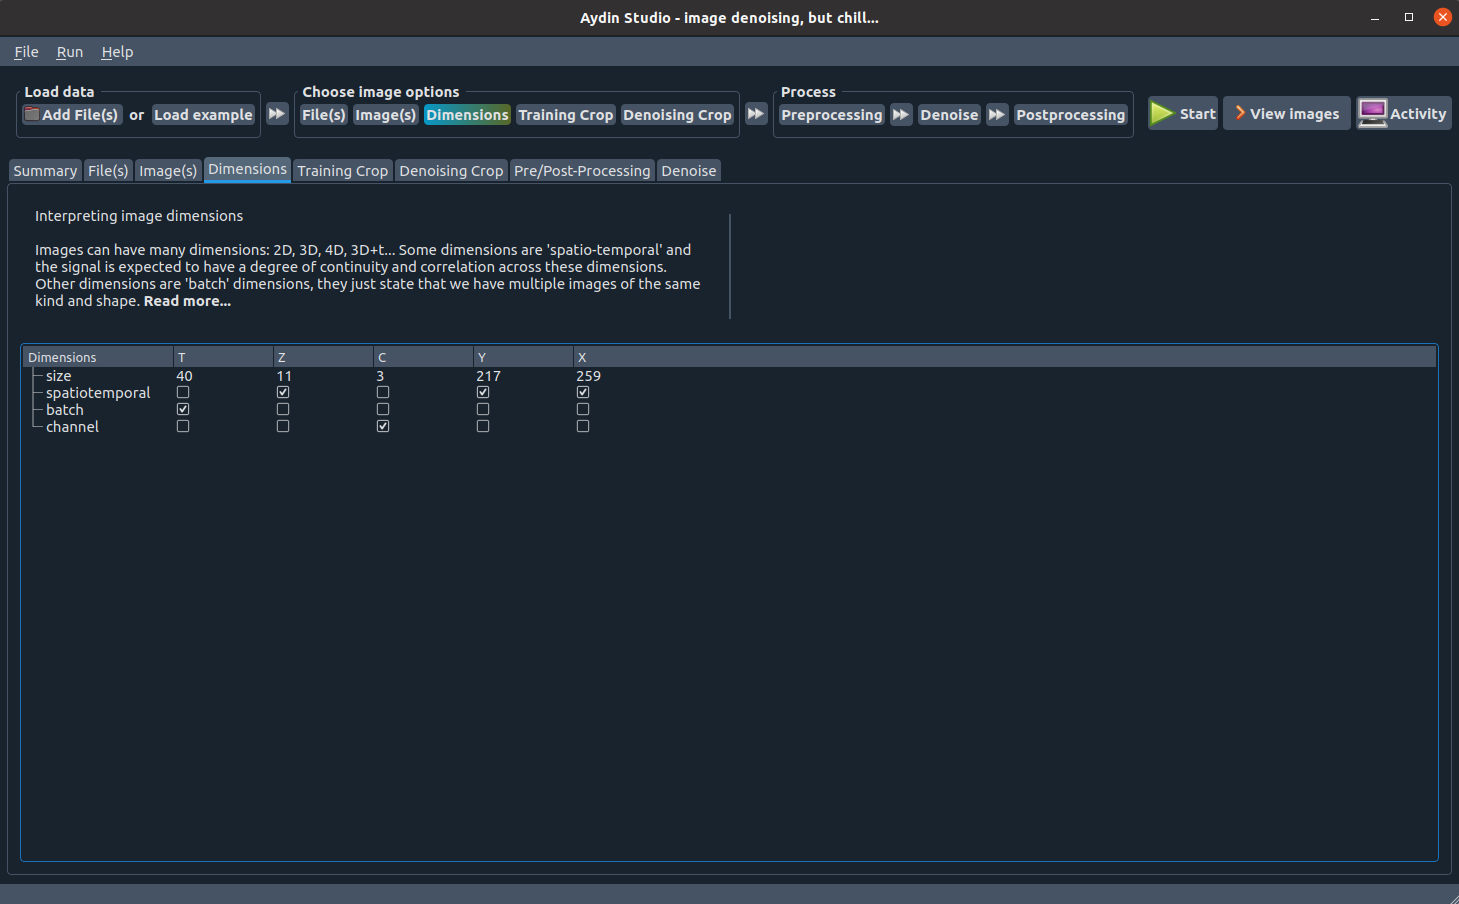 Aydin Studio - image denoising, but chill...
File Run Help
Load data
Add File(s) or Load example
Choose image options
File(s) Image(s) Dimensions Training Crop Denoising Crop
Process
Preprocessing Denoise Postprocessing
Start View images Activity
Summary File(s) Image(s) Dimensions Training Crop Denoising Crop Pre/Post-Processing Denoise
Interpreting image dimensions
Images can have many dimensions: 2D, 3D, 4D, 3D+t... Some dimensions are 'spatio-temporal' and
the signal is expected to have a degree of continuity and correlation across these dimensions.
Other dimensions are 'batch' dimensions, they just state that we have multiple images of the same
kind and shape. Read more...
Dimensions T Z C Y X
size 40 11 3 217 259
spatiotemporal
batch
channel